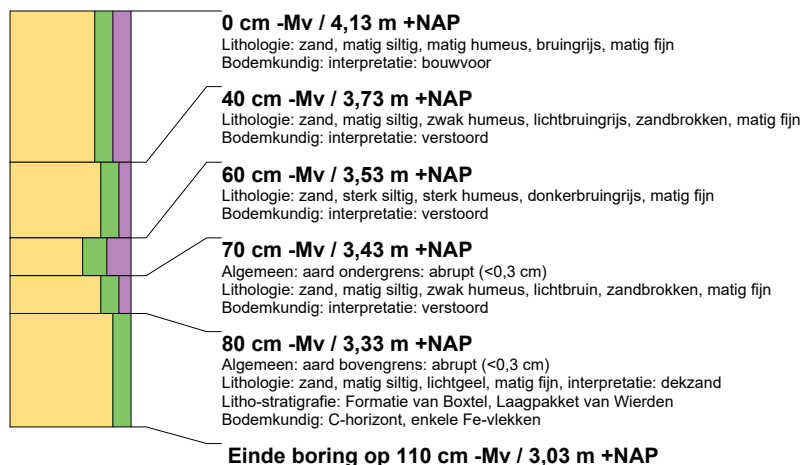 0 cm -Mv / 4,13 m +NAP
Lithologie: zand, matig siltig, matig humeus, bruingrijs, matig fijn
Bodemkundig: interpretatie: bouwvoor
40 cm -Mv / 3,73 m +NAP
Lithologie: zand, matig siltig, zwak humeus, lichtbruingrijs, zandbrokken, matig fijn
Bodemkundig: interpretatie: verstoord
60 cm -Mv / 3,53 m +NAP
Lithologie: zand, sterk siltig, sterk humeus, donkerbruingrijs, matig fijn
Bodemkundig: interpretatie: verstoord
70 cm -Mv / 3,43 m +NAP
Algemeen: aard ondergrens: abrupt (<0,3 cm)
Lithologie: zand, matig siltig, zwak humeus, lichtbruin, zandbrokken, matig fijn
Bodemkundig: interpretatie: verstoord
80 cm -Mv / 3,33 m +NAP
Algemeen: aard bovengrens: abrupt (<0,3 cm)
Lithologie: zand, matig siltig, lichtgeel, matig fijn, interpretatie: dekzand
Litho-stratigrafie: Formatie van Boxtel, Laagpakket van Wierden
Bodemkundig: C-horizont, enkele Fe-vlekken
Einde boring op 110 cm -Mv / 3,03 m +NAP